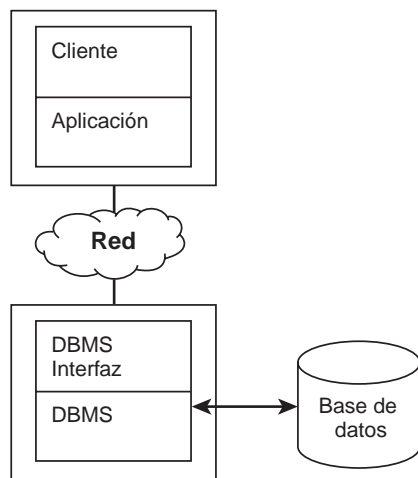 Cliente
Aplicación
Red
DBMS
Interfaz
DBMS
Base de
datos